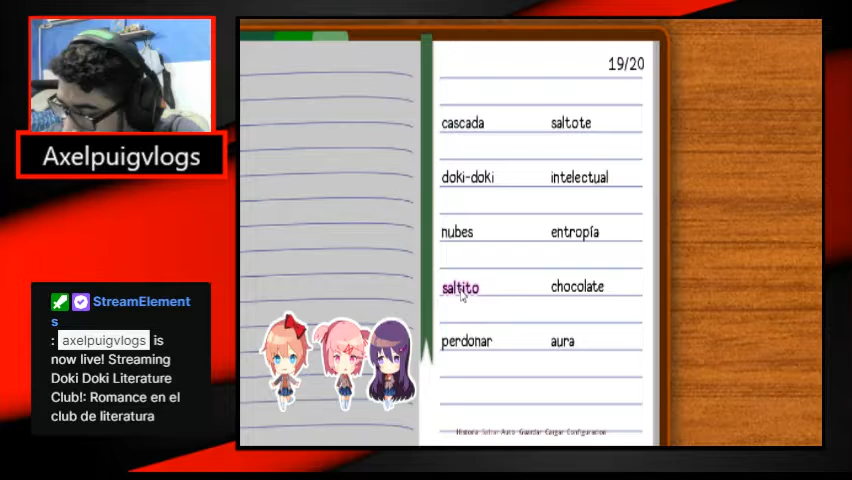 Axelpuigvlogs
StreamElement
s
: axelpuigvlogs is
now live! Streaming
Doki Doki Literature
Club!: Romance en el
club de literatura
19/20
cascada saltote
doki-doki intelectual
nubes entropía
saltito chocolate
perdonar aura
Historia Saltar Auto Guardar Cargar Configuración